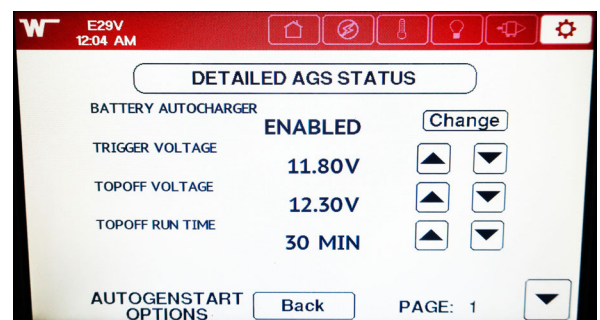 W E29V
12:04 AM
DETAILED AGS STATUS
BATTERY AUTOCHARGER
ENABLED Change
TRIGGER VOLTAGE
11.80V
TOPOFF VOLTAGE
12.30V
TOPOFF RUN TIME
30 MIN
AUTOGENSTART
OPTIONS Back PAGE: 1